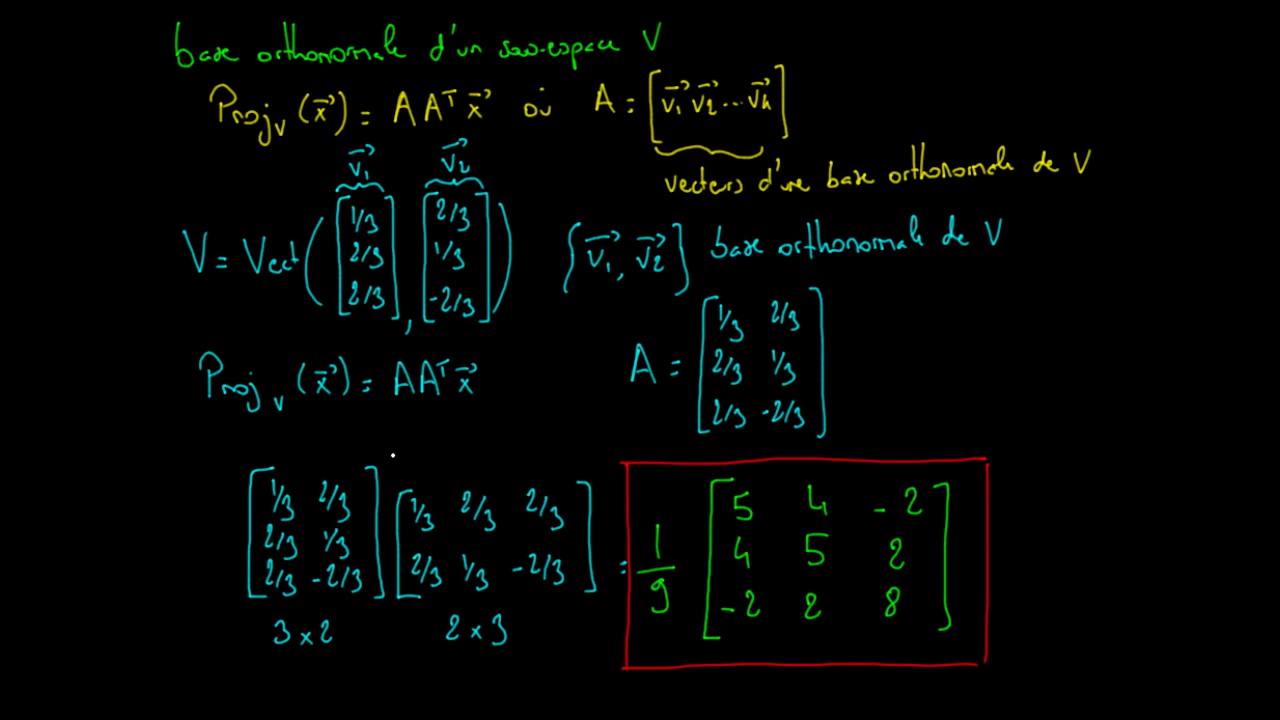 base orthonormale d'un sous-espace V
Proj_V (x⃗) = A Aᵀ x⃗ où A = [v⃗₁ v⃗₂ ... v⃗ₖ]
vecteurs d'une base orthonormale de V
v⃗₁ v⃗₂
V = Vect([1/3 2/3 2/3], [2/3 1/3 -2/3]) {v⃗₁, v⃗₂} base orthonormale de V
Proj_V (x⃗) = A Aᵀ x⃗
A = [1/3 2/3
2/3 1/3
2/3 -2/3]
[1/3 2/3
2/3 1/3
2/3 -2/3]
[1/3 2/3 2/3
2/3 1/3 -2/3]
= 1/9
[5 4 -2
4 5 2
-2 2 8]
3 × 2
2 × 3